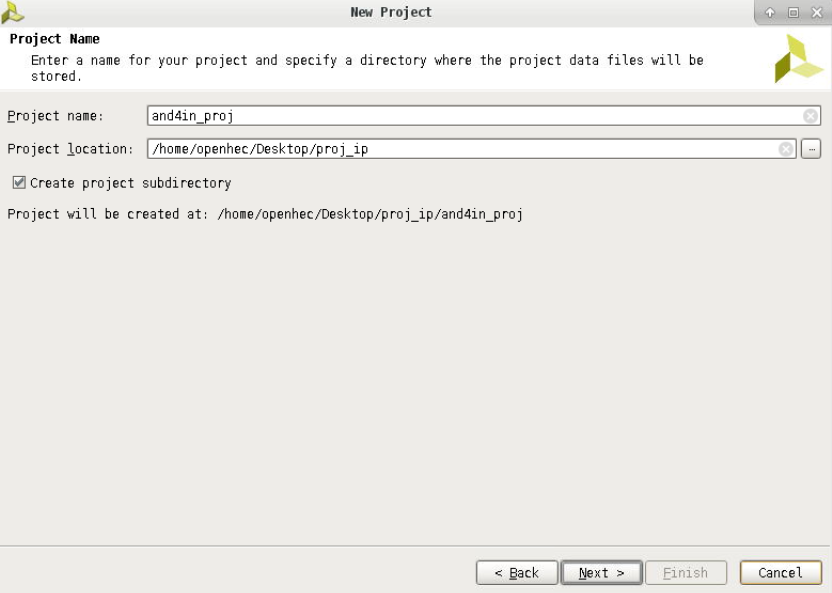 New Project
Project Name
Enter a name for your project and specify a directory where the project data files will be
stored.
Project name: and4in_proj
Project location: /home/openhec/Desktop/proj_ip ...
Create project subdirectory
Project will be created at: /home/openhec/Desktop/proj_ip/and4in_proj
< Back Next > Finish Cancel